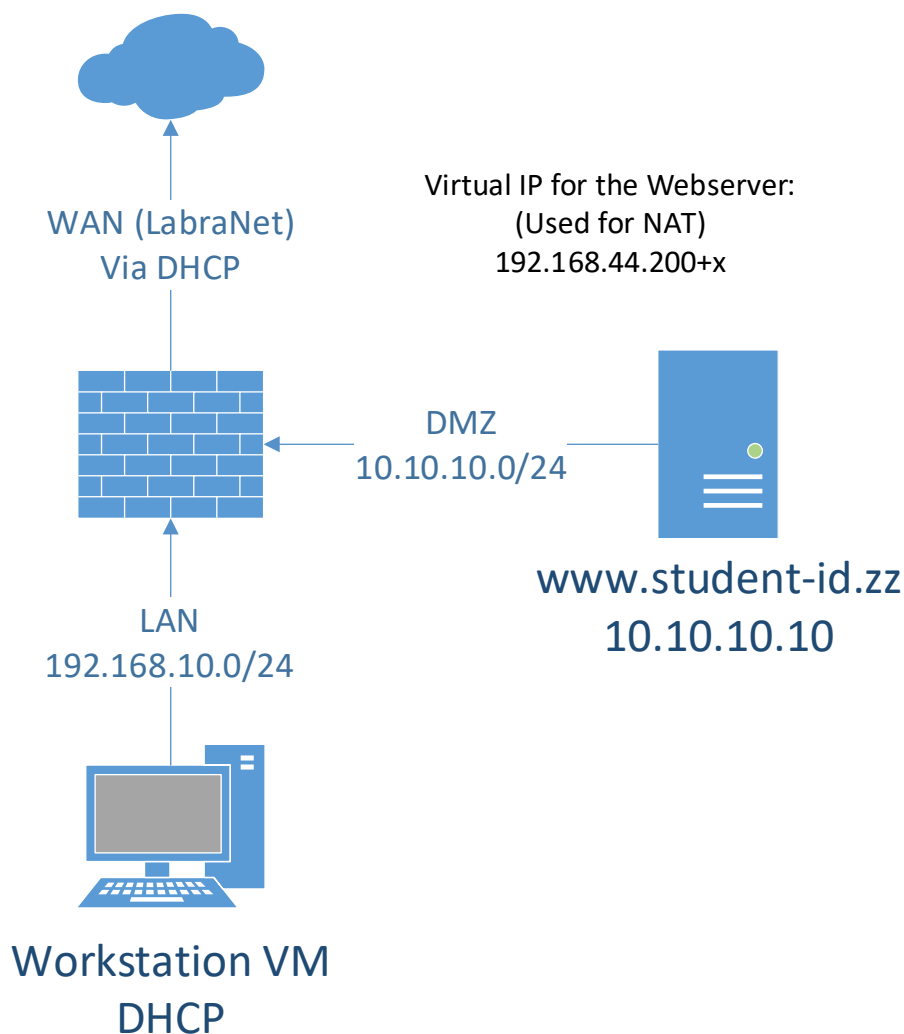 WAN (LabraNet)
Via DHCP
Virtual IP for the Webserver:
(Used for NAT)
192.168.44.200+x
DMZ
10.10.10.0/24
www.student-id.zz
10.10.10.10
LAN
192.168.10.0/24
Workstation VM
DHCP